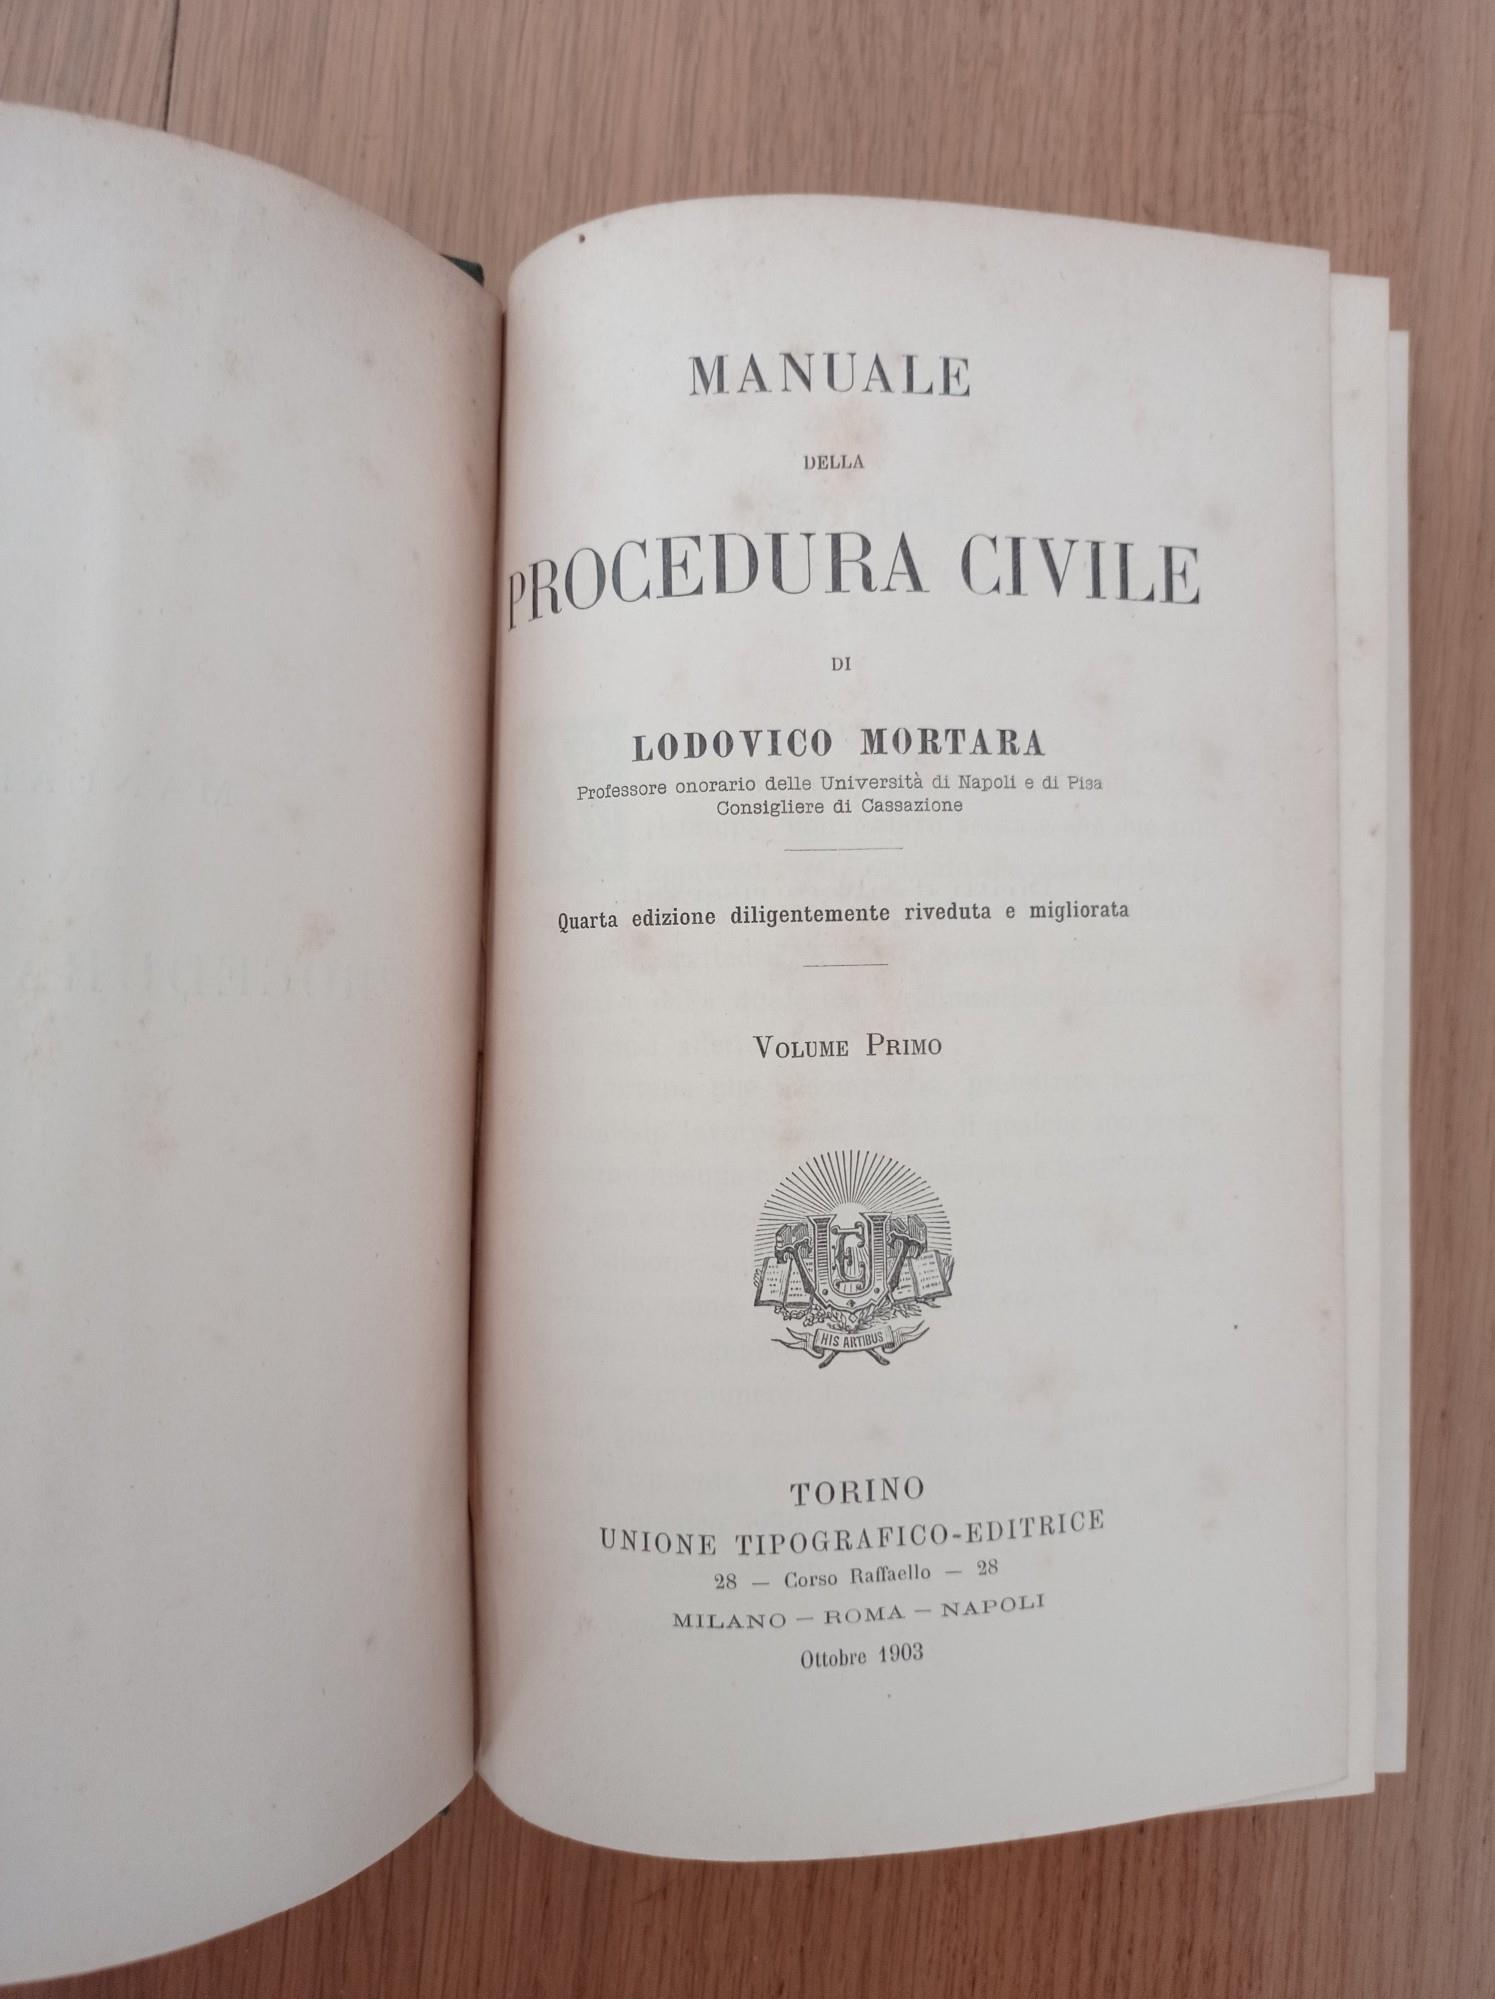 MANUALE
DELLA
PROCEDURA CIVILE
DI
LODOVICO MORTARA
Professore onorario delle Università di Napoli e di Pisa
Consigliere di Cassazione
Quarta edizione diligentemente riveduta e migliorata
VOLUME PRIMO
UTET
HIS ARTIBUS
TORINO
UNIONE TIPOGRAFICO-EDITRICE
28 — Corso Raffaello — 28
MILANO — ROMA — NAPOLI
Ottobre 1903